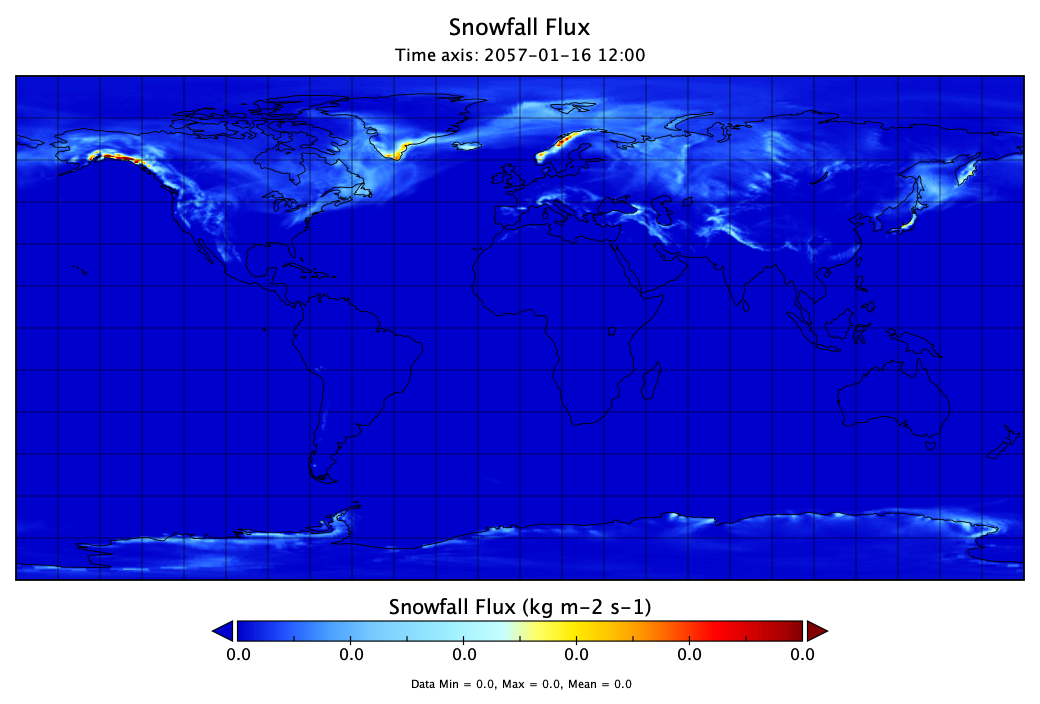 Snowfall Flux
Time axis: 2057-01-16 12:00
Snowfall Flux (kg m-2 s-1)
0.0 0.0 0.0 0.0 0.0 0.0
Data Min = 0.0, Max = 0.0, Mean = 0.0